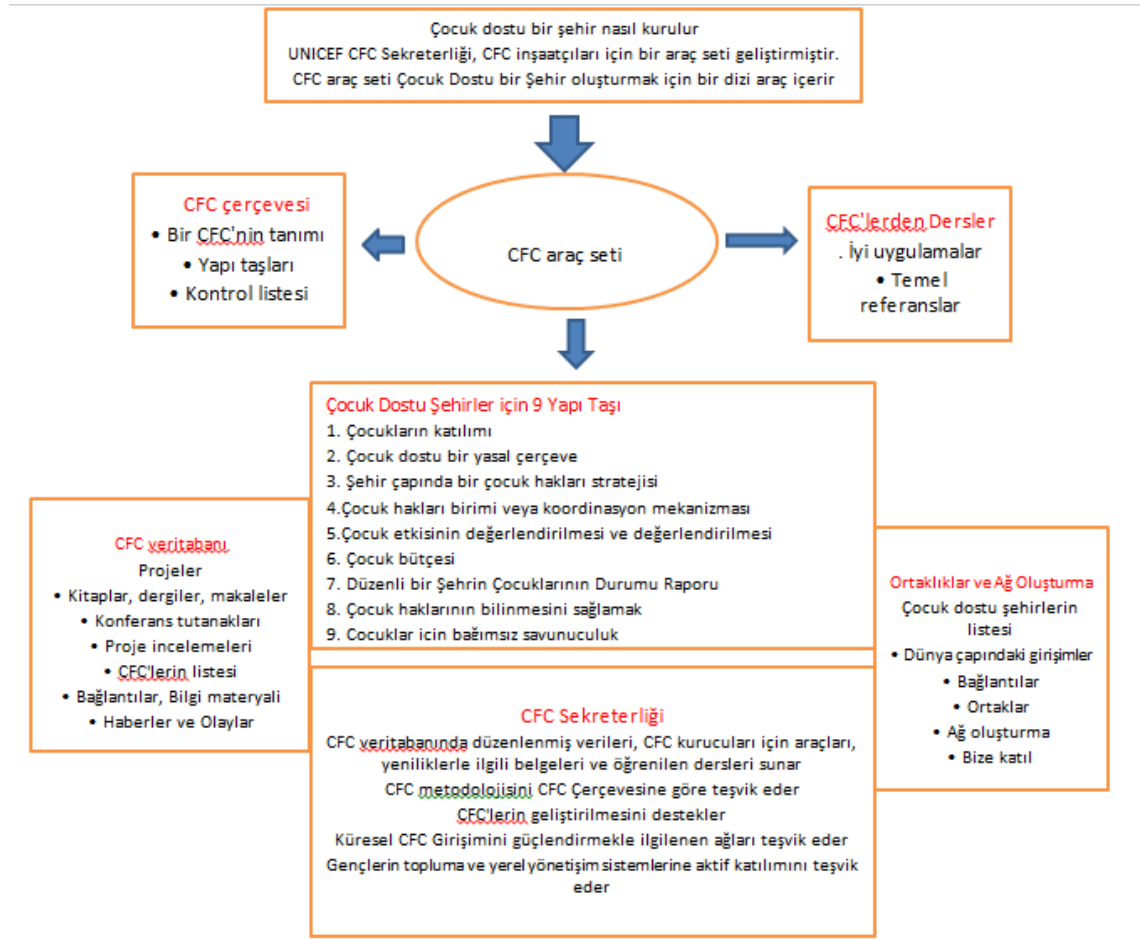 Çocuk dostu bir şehir nasıl kurulur
UNICEF CFC Sekreterliği, CFC inşaatçıları için bir araç seti geliştirmiştir.
CFC araç seti Çocuk Dostu bir Şehir oluşturmak için bir dizi araç içerir
CFC çerçevesi
• Bir CFC'nin tanımı
• Yapı taşları
• Kontrol listesi
CFC araç seti
CFC'lerden Dersler
. İyi uygulamalar
• Temel
referanslar
Çocuk Dostu Şehirler için 9 Yapı Taşı
1. Çocukların katılımı
2. Çocuk dostu bir yasal çerçeve
3. Şehir çapında bir çocuk hakları stratejisi
4.Çocuk hakları birimi veya koordinasyon mekanizması
5.Çocuk etkisinin değerlendirilmesi ve değerlendirilmesi
6. Çocuk bütçesi
7. Düzenli bir Şehrin Çocuklarının Durumu Raporu
8. Çocuk haklarının bilinmesini sağlamak
9. Çocuklar için bağımsız savunuculuk
CFC veritabanı
Projeler
• Kitaplar, dergiler, makaleler
• Konferans tutanakları
• Proje incelemeleri
• CFC'lerin listesi
• Bağlantılar, Bilgi materyali
• Haberler ve Olaylar
Ortaklıklar ve Ağ Oluşturma
Çocuk dostu şehirlerin
listesi
• Dünya çapındaki girişimler
• Bağlantılar
• Ortaklar
• Ağ oluşturma
• Bize katıl
CFC Sekreterliği
CFC veritabanında düzenlenmiş verileri, CFC kurucuları için araçları,
yeniliklerle ilgili belgeleri ve öğrenilen dersleri sunar
CFC metodolojisini CFC Çerçevesine göre teşvik eder
CFC'lerin geliştirilmesini destekler
Küresel CFC Girişimini güçlendirmekle ilgilenen ağları teşvik eder
Gençlerin topluma ve yerel yönetişim sistemlerine aktif katılımını teşvik
eder